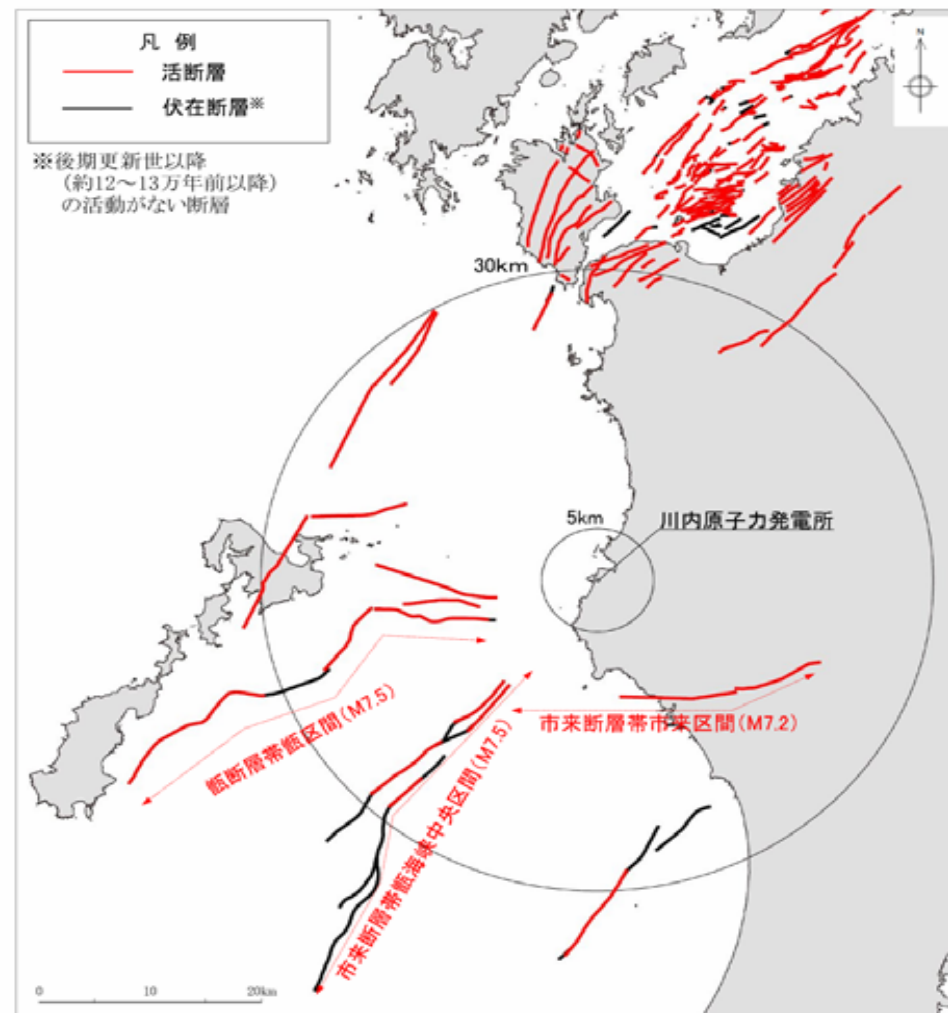 凡 例
活断層
伏在断層※
※後期更新世以降
(約12～13万年前以降)
の活動がない断層
N
30km
5km
川内原子力発電所
甑断層帯甑区間(M7.5)
市来断層帯市来区間(M7.2)
市来断層帯甑海峡中央区間(M7.5)
0 10 20km